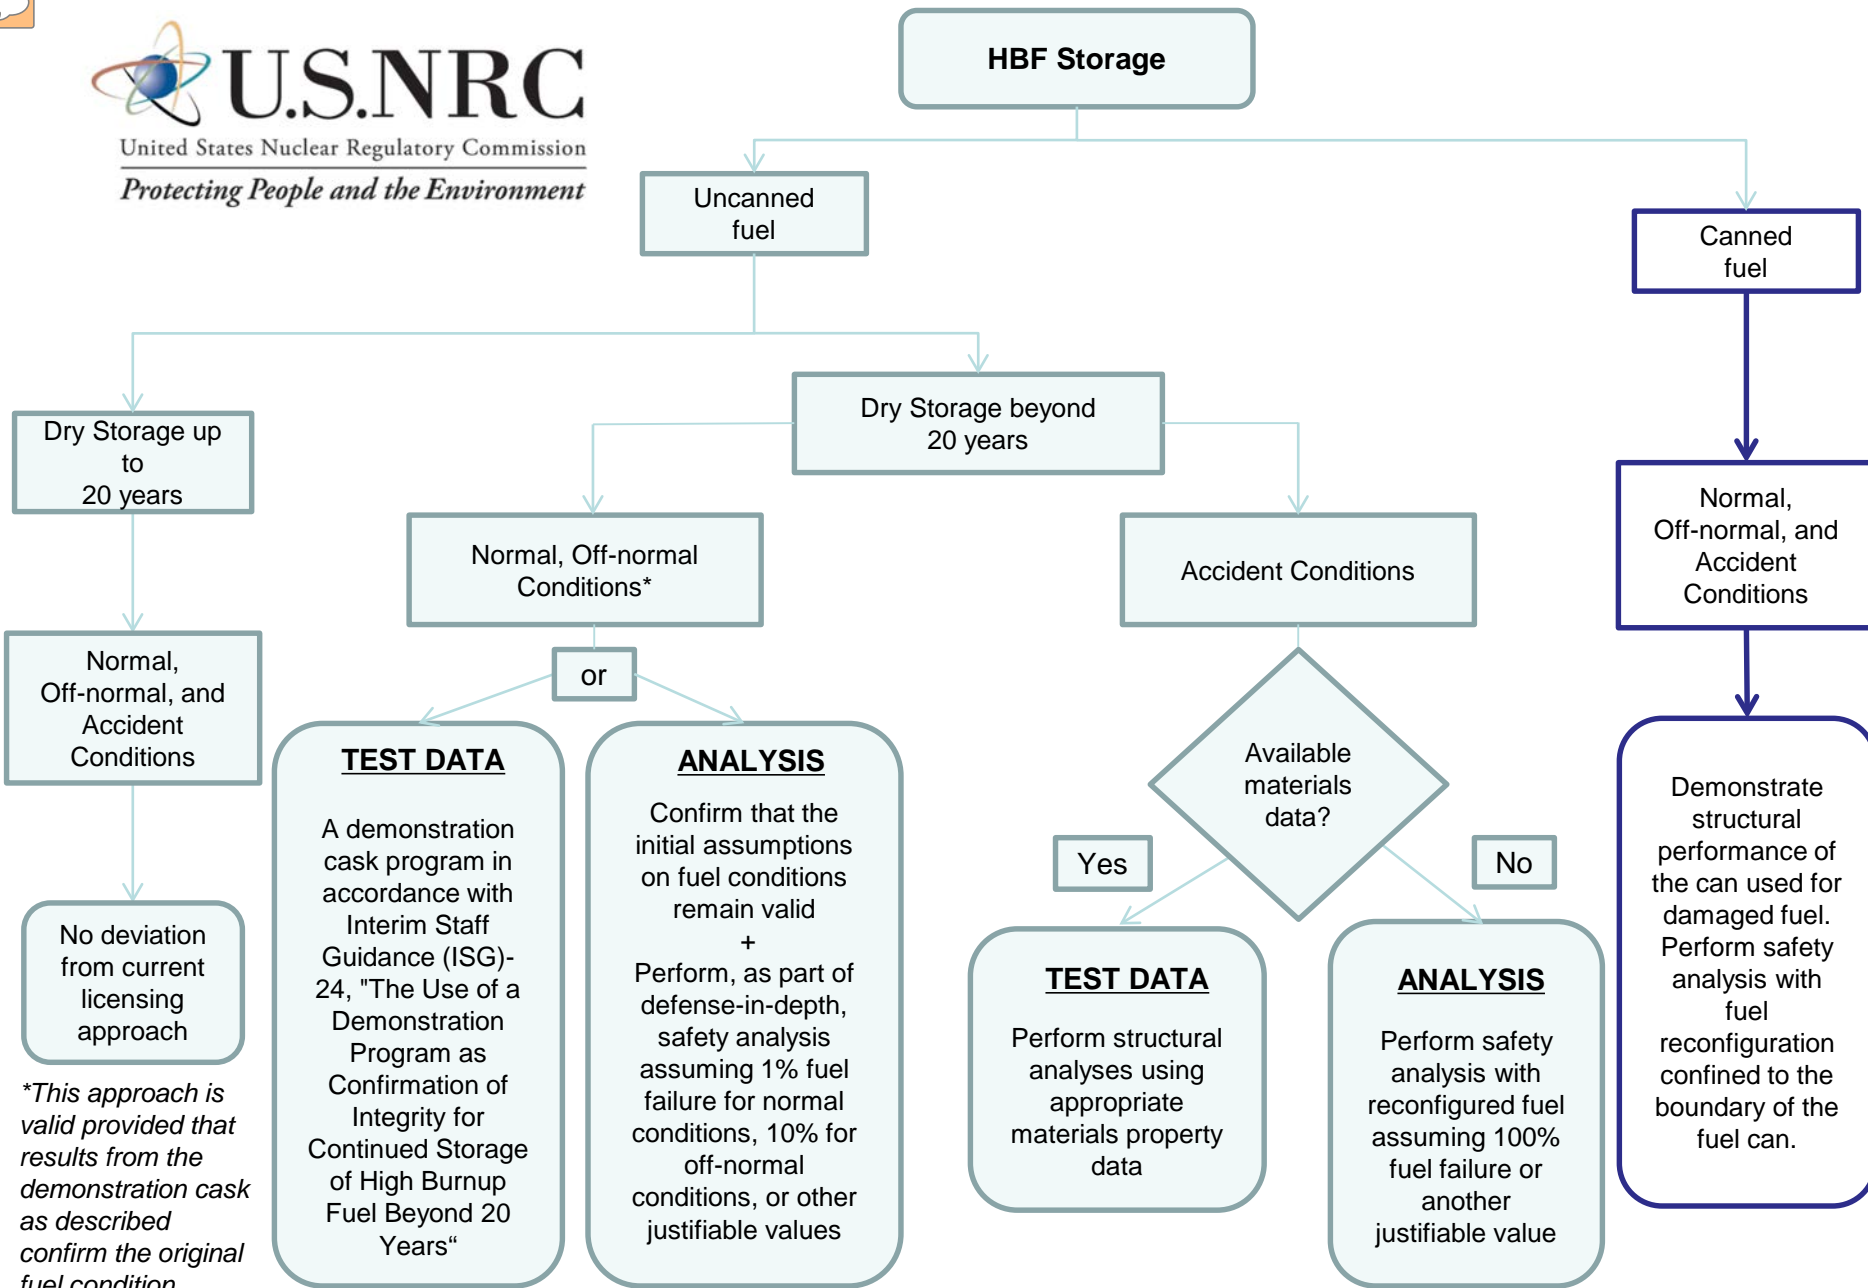 U.S.NRC
United States Nuclear Regulatory Commission
Protecting People and the Environment
HBF Storage
Uncanned
fuel
Canned
fuel
Dry Storage up
to
20 years
Dry Storage beyond
20 years
Normal,
Off-normal, and
Accident
Conditions
Normal, Off-normal
Conditions*
Accident Conditions
Normal,
Off-normal, and
Accident
Conditions
or
Available
materials
data?
Yes
No
No deviation
from current
licensing
approach
TEST DATA
A demonstration
cask program in
accordance with
Interim Staff
Guidance (ISG)-
24, "The Use of a
Demonstration
Program as
Confirmation of
Integrity for
Continued Storage
of High Burnup
Fuel Beyond 20
Years“
ANALYSIS
Confirm that the
initial assumptions
on fuel conditions
remain valid
+
Perform, as part of
defense-in-depth,
safety analysis
assuming 1% fuel
failure for normal
conditions, 10% for
off-normal
conditions, or other
justifiable values
TEST DATA
Perform structural
analyses using
appropriate
materials property
data
ANALYSIS
Perform safety
analysis with
reconfigured fuel
assuming 100%
fuel failure or
another
justifiable value
Demonstrate
structural
performance of
the can used for
damaged fuel.
Perform safety
analysis with
fuel
reconfiguration
confined to the
boundary of the
fuel can.
*This approach is
valid provided that
results from the
demonstration cask
as described
confirm the original
fuel condition